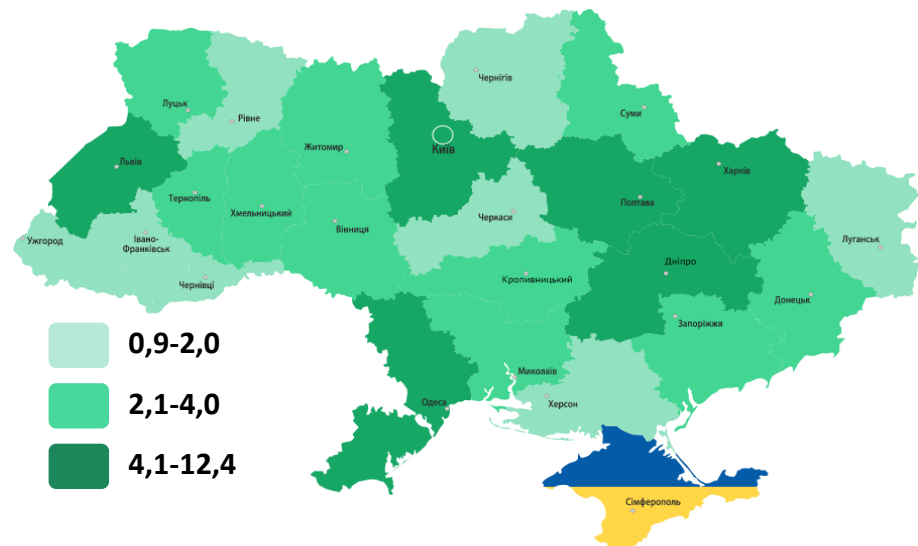 Чернігів
Луцьк
Рівне
Суми
Київ
Житомир
Львів
Харків
Тернопіль
Хмельницький
Полтава
Черкаси
Вінниця
Ужгород
Івано-
Франківськ
Луганськ
Дніпро
Чернівці
Кропивницький
Донецьк
Запоріжжя
0,9-2,0
Миколаїв
2,1-4,0
Одеса
Херсон
4,1-12,4
Сімферополь